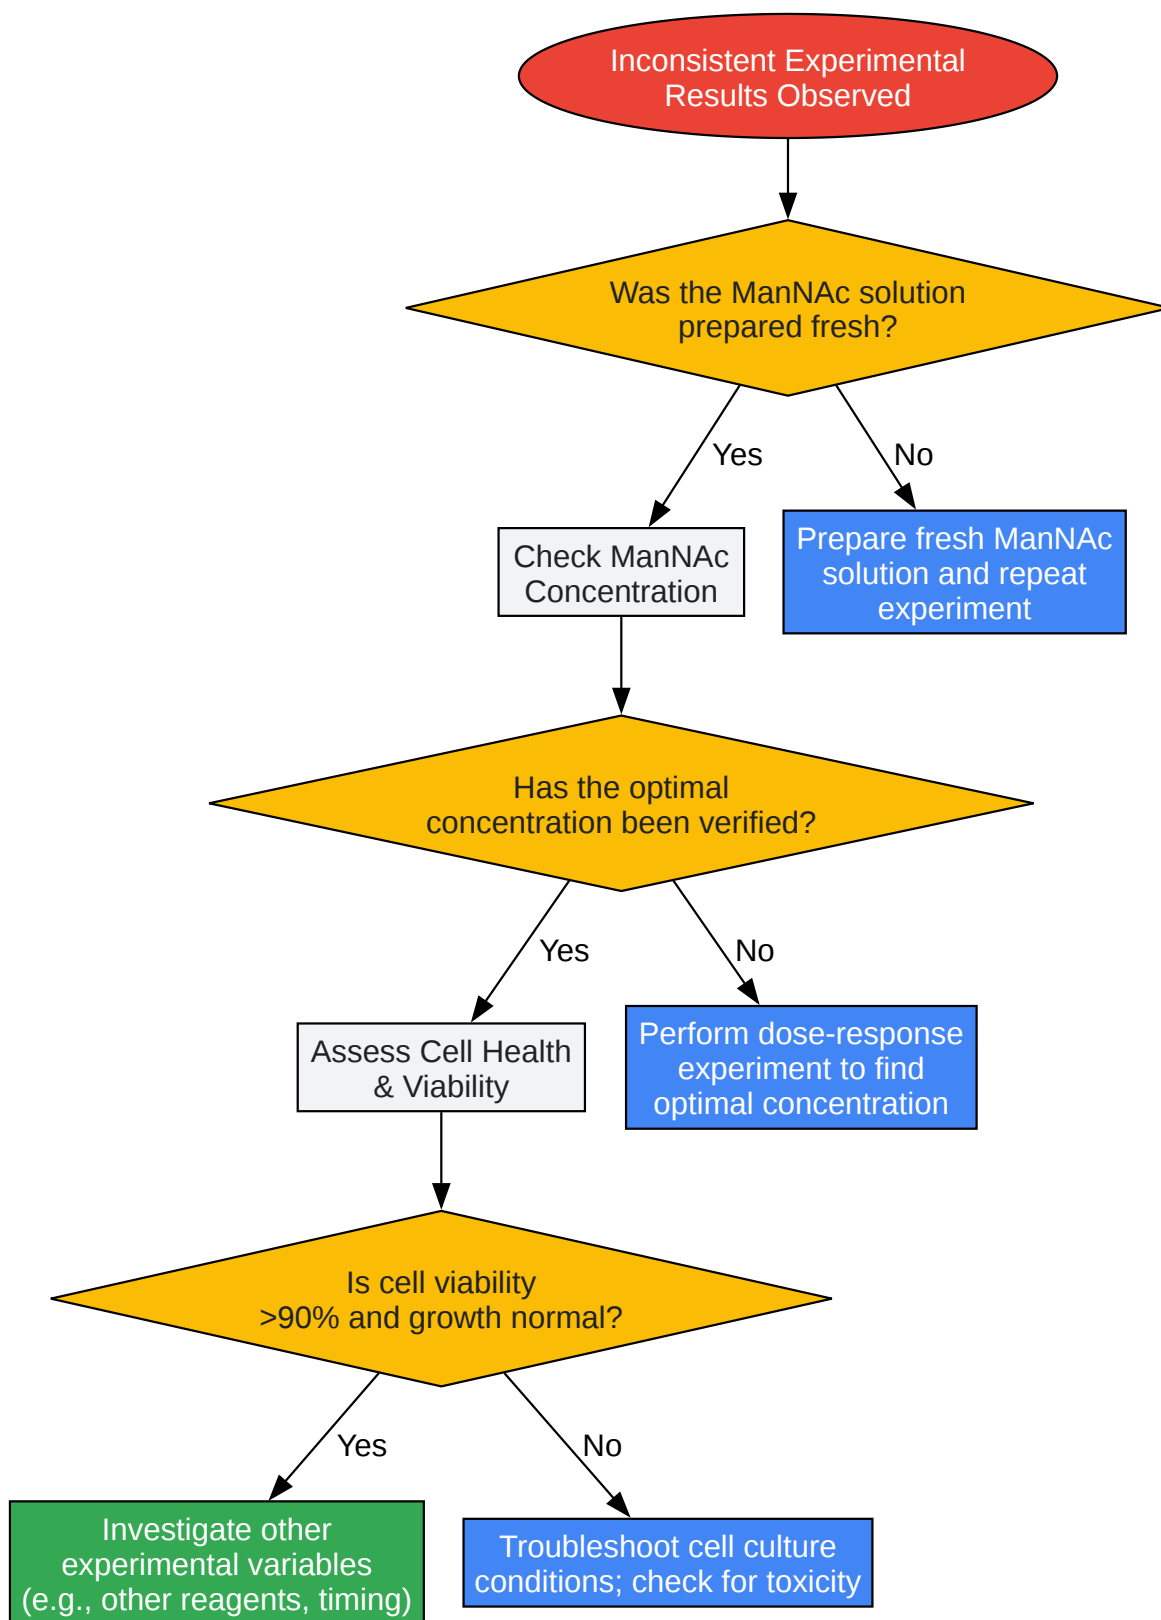 Inconsistent Experimental
Results Observed
Was the ManNAc solution
prepared fresh?
Yes
No
Check ManNAc
Concentration
Prepare fresh ManNAc
solution and repeat
experiment
Has the optimal
concentration been verified?
Yes
No
Assess Cell Health
& Viability
Perform dose-response
experiment to find
optimal concentration
Is cell viability
>90% and growth normal?
Yes
No
Investigate other
experimental variables
(e.g., other reagents, timing)
Troubleshoot cell culture
conditions; check for toxicity